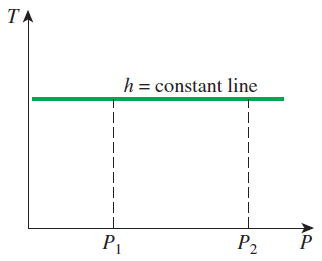 T
h = constant line
P₁ P₂ P